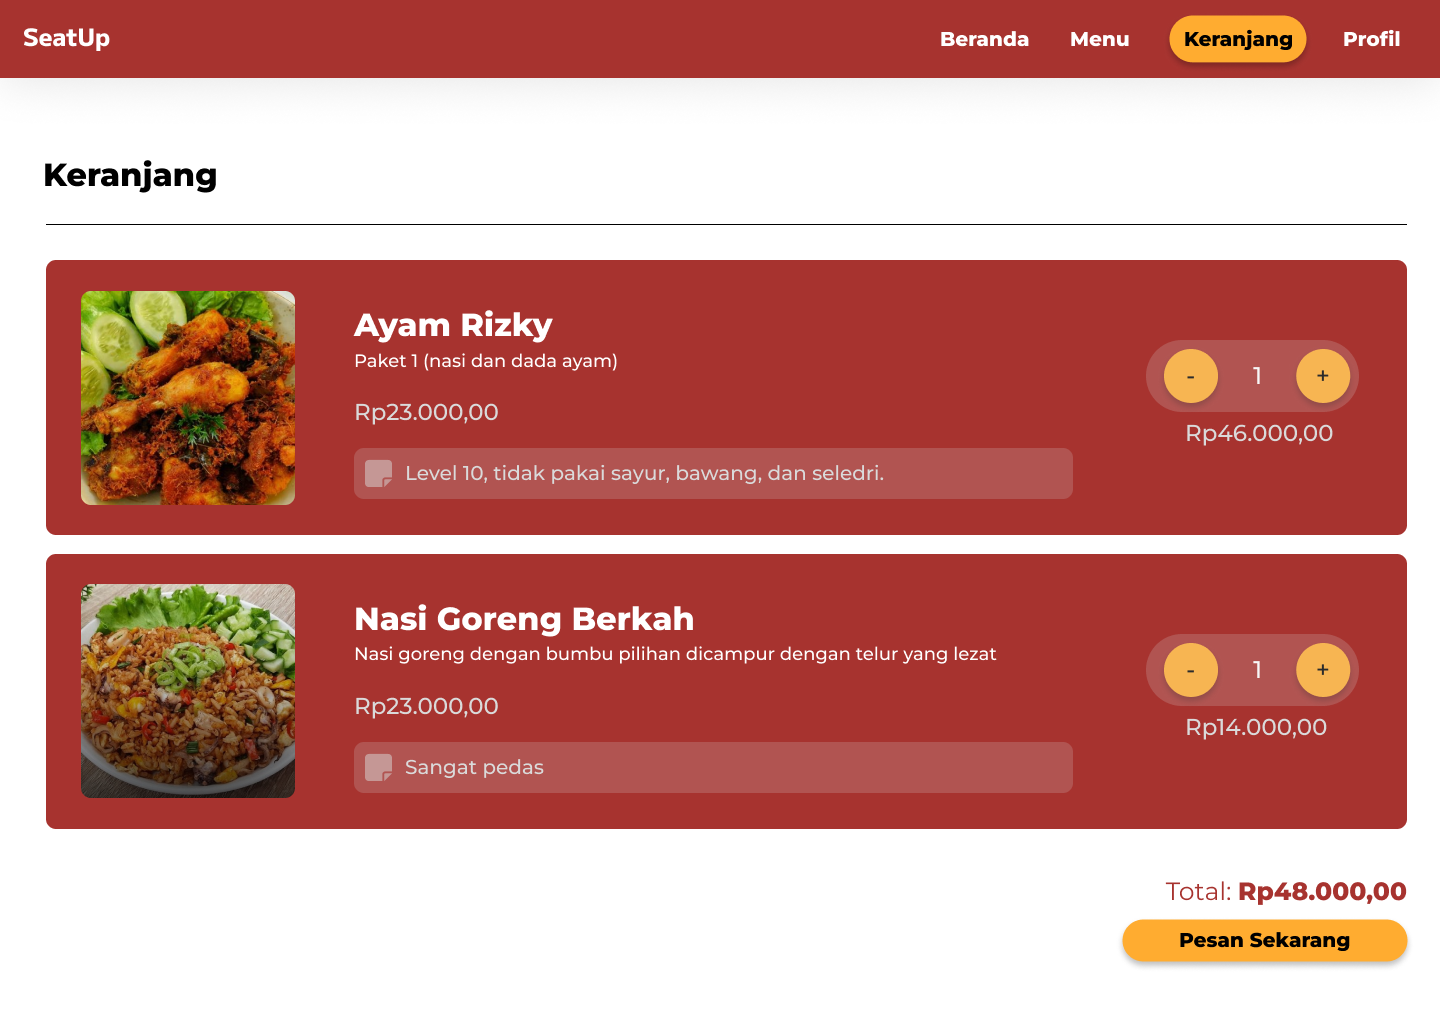 SeatUp
Beranda Menu Keranjang Profil
Keranjang
Ayam Rizky
Paket 1 (nasi dan dada ayam)
Rp23.000,00
Level 10, tidak pakai sayur, bawang, dan seledri.
- 1 +
Rp46.000,00
Nasi Goreng Berkah
Nasi goreng dengan bumbu pilihan dicampur dengan telur yang lezat
Rp23.000,00
Sangat pedas
- 1 +
Rp14.000,00
Total: Rp48.000,00
Pesan Sekarang